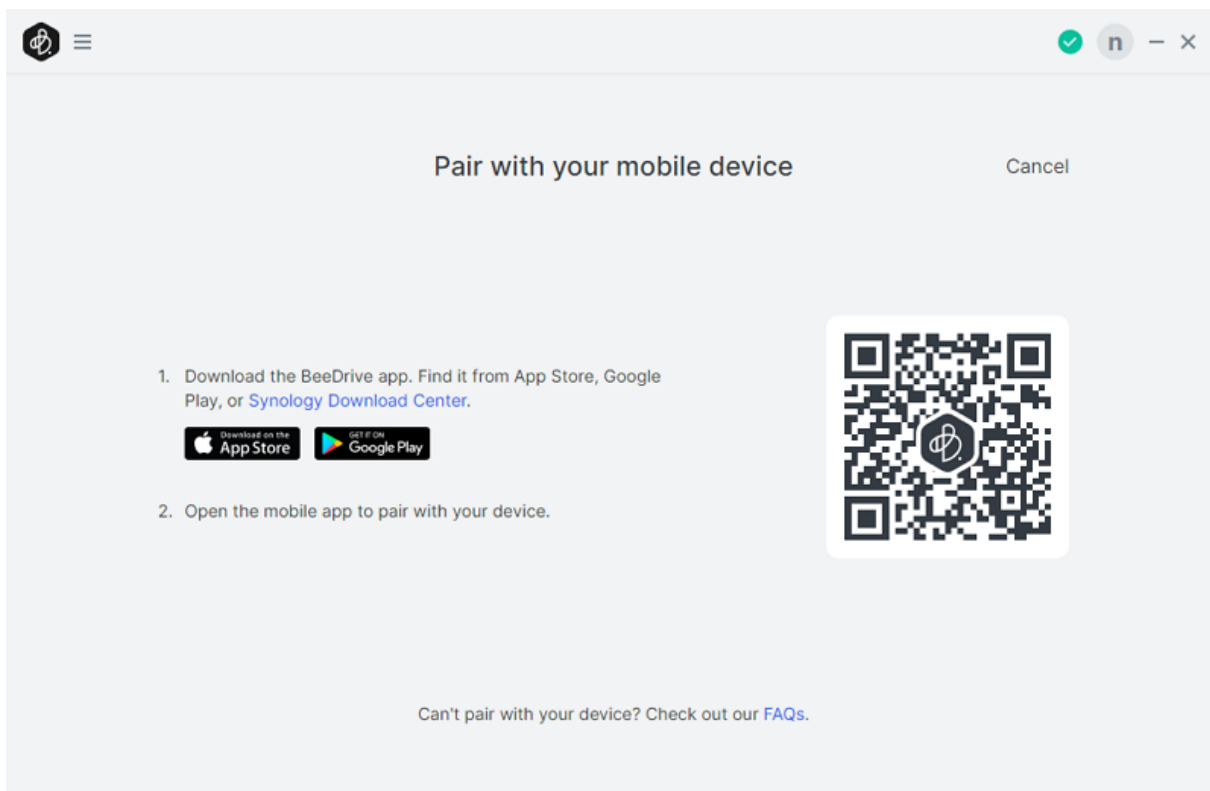 n
Pair with your mobile device
Cancel
1. Download the BeeDrive app. Find it from App Store, Google
Play, or Synology Download Center.
Download on the
App Store
GET IT ON
Google Play
2. Open the mobile app to pair with your device.
Can't pair with your device? Check out our FAQs.